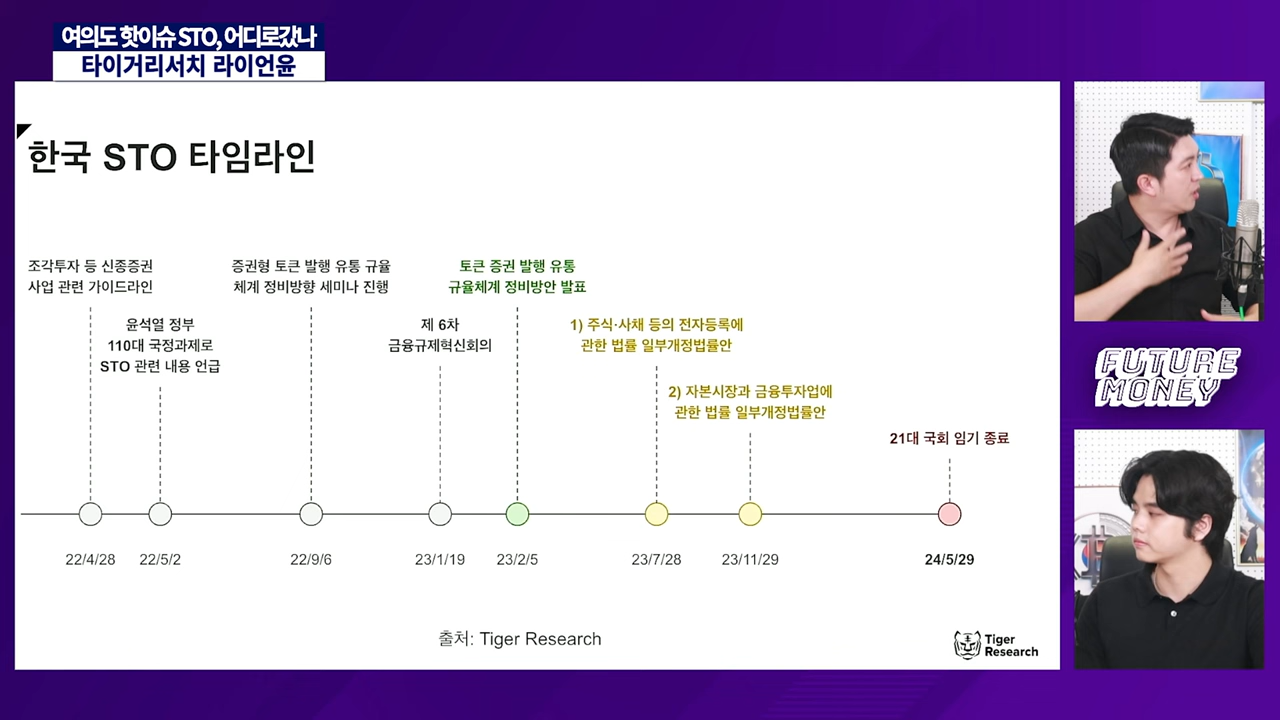 여의도 핫이슈 STO, 어디로갔나
타이거리서치 라이언윤
한국 STO 타임라인
조각투자 등 신종증권
사업 관련 가이드라인
윤석열 정부
110대 국정과제로
STO 관련 내용 언급
증권형 토큰 발행 유통 규율
체계 정비방향 세미나 진행
제 6차
금융규제혁신회의
토큰 증권 발행 유통
규율체계 정비방안 발표
1) 주식·사채 등의 전자등록에
관한 법률 일부개정법률안
2) 자본시장과 금융투자업에
관한 법률 일부개정법률안
21대 국회 임기 종료
22/4/28
22/5/2
22/9/6
23/1/19
23/2/5
23/7/28
23/11/29
24/5/29
출처: Tiger Research
Tiger
Research
FUTURE
MONEY